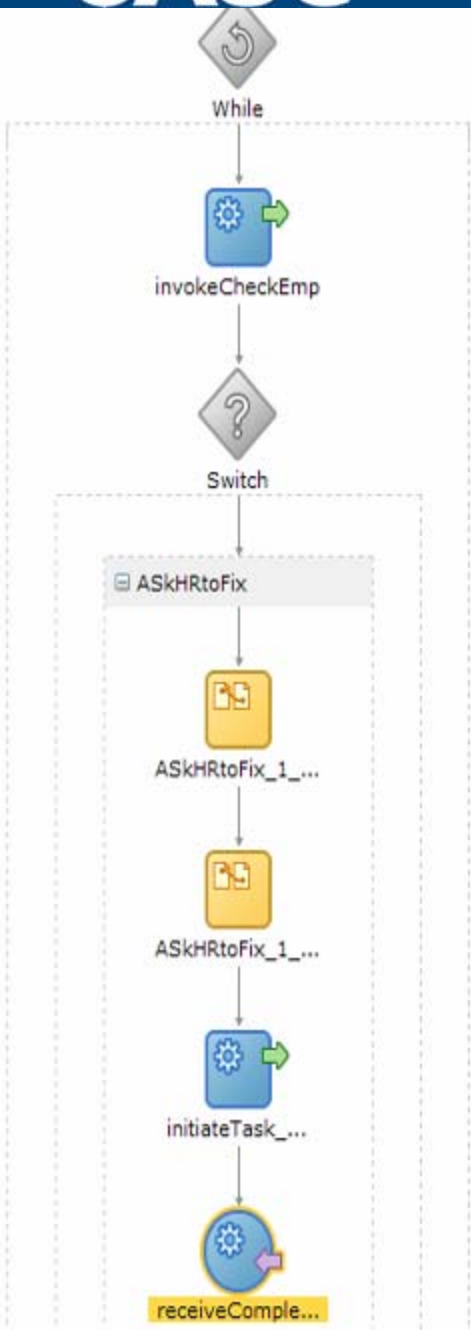 While
invokeCheckEmp
Switch
ASkHRtoFix
ASkHRtoFix_1_...
ASkHRtoFix_1_...
initiateTask_...
receiveComple...